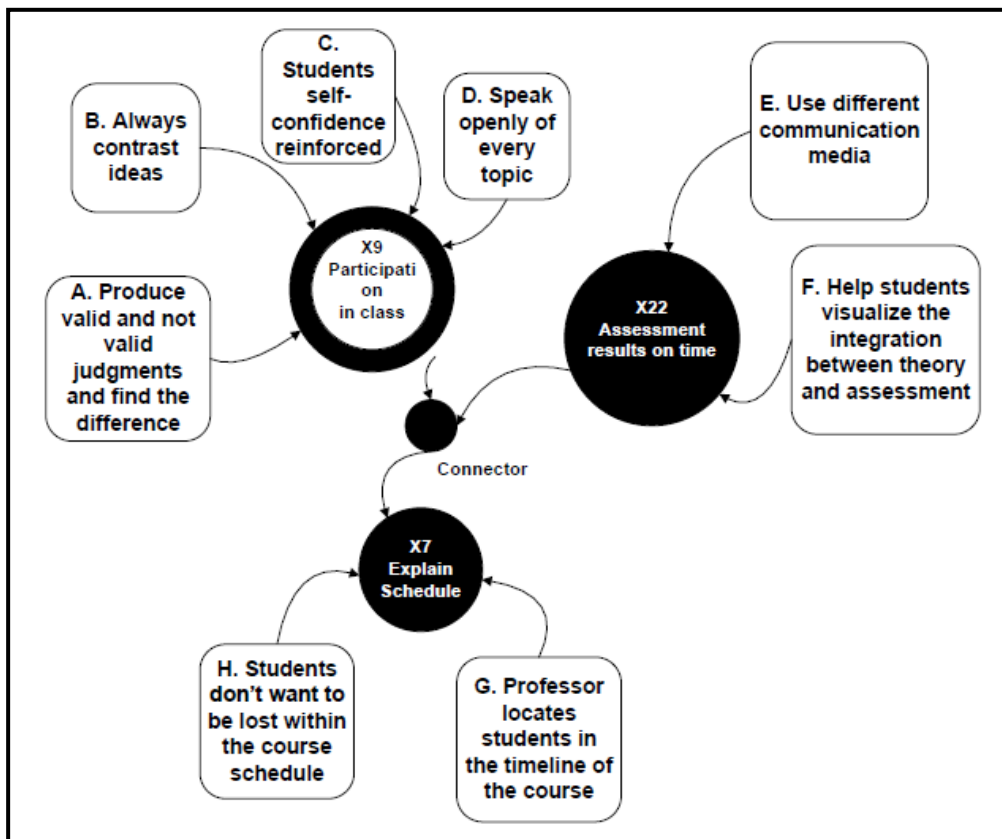 B. Always
contrast
ideas
C.
Students
self-
confidence
reinforced
D. Speak
openly of
every
topic
E. Use different
communication
media
A. Produce
valid and not
valid
judgments
and find the
difference
X9
Participati
on
in class
X22
Assessment
results on time
F. Help students
visualize the
integration
between theory
and assessment
Connector
X7
Explain
Schedule
H. Students
don’t want to
be lost within
the course
schedule
G. Professor
locates
students in
the timeline of
the course